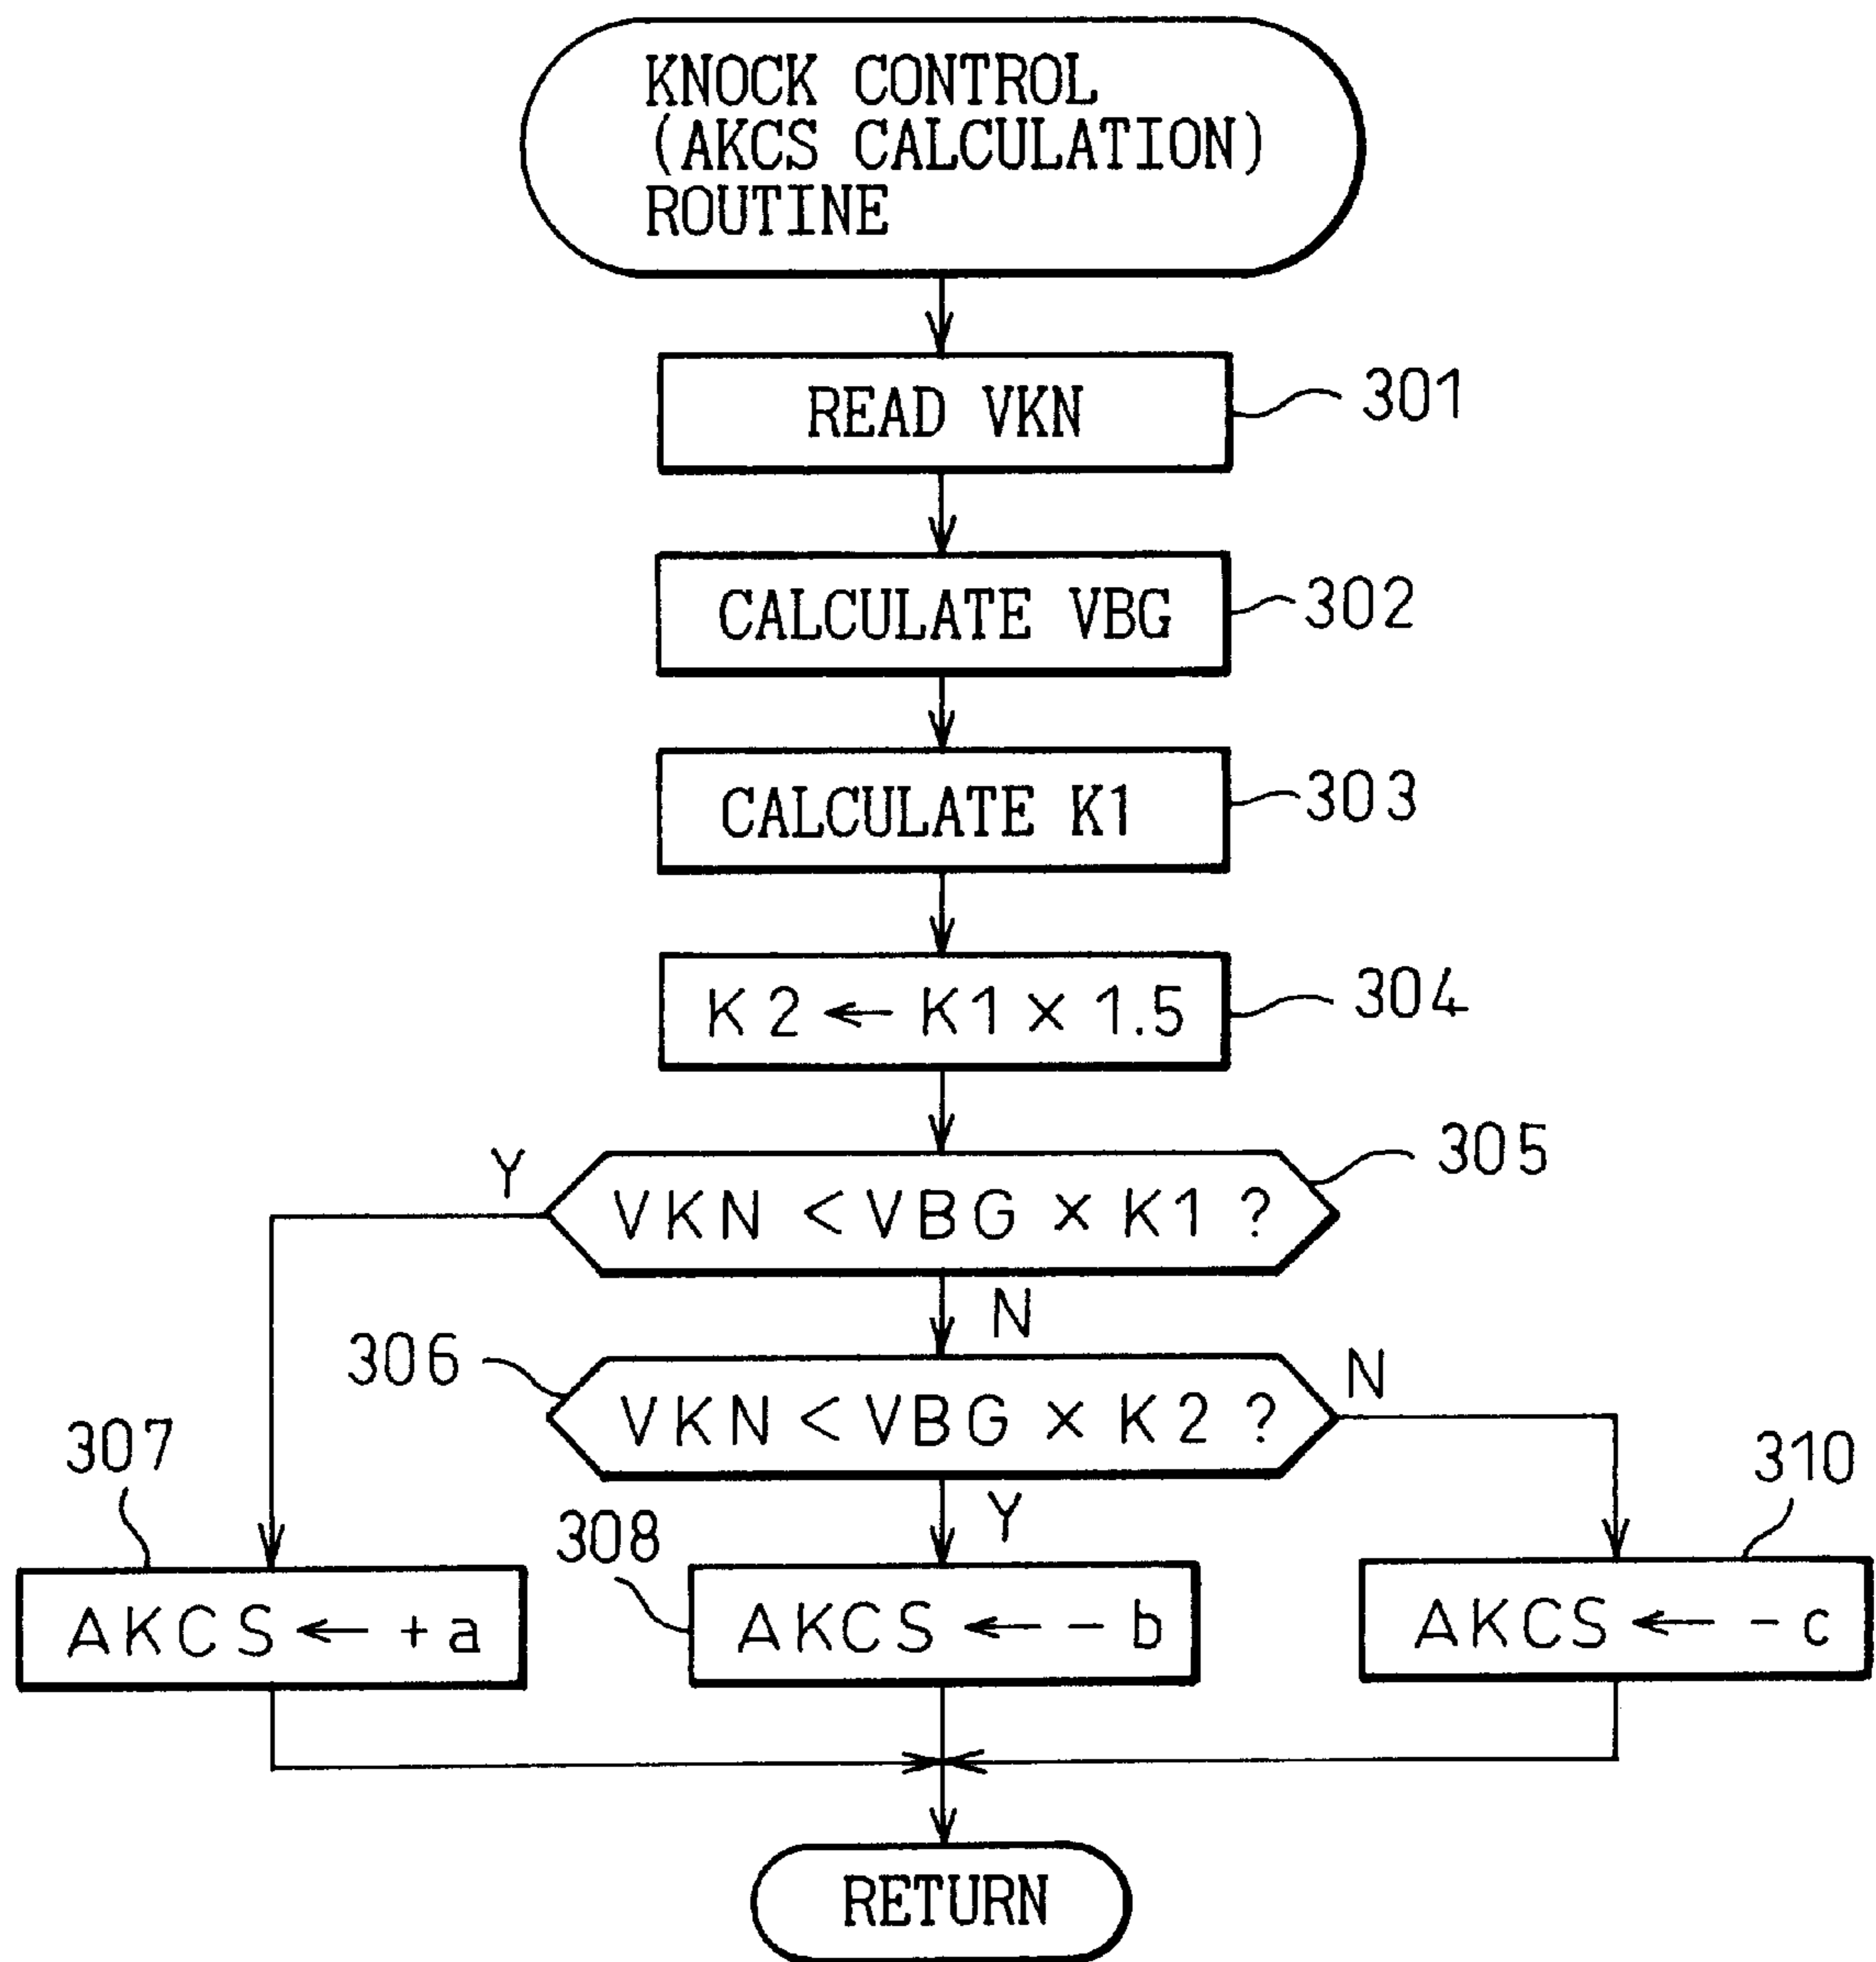 KNOCK CONTROL
(AKCS CALCULATION)
ROUTINE
READ VKN
301
CALCULATE VBG
302
CALCULATE K1
303
K2 ← K1 × 1.5
304
305
Y
VKN < VBG × K1 ?
N
306
N
VKN < VBG × K2 ?
307
310
Y
308
AKCS ← +a
AKCS ← - b
AKCS ← - c
RETURN